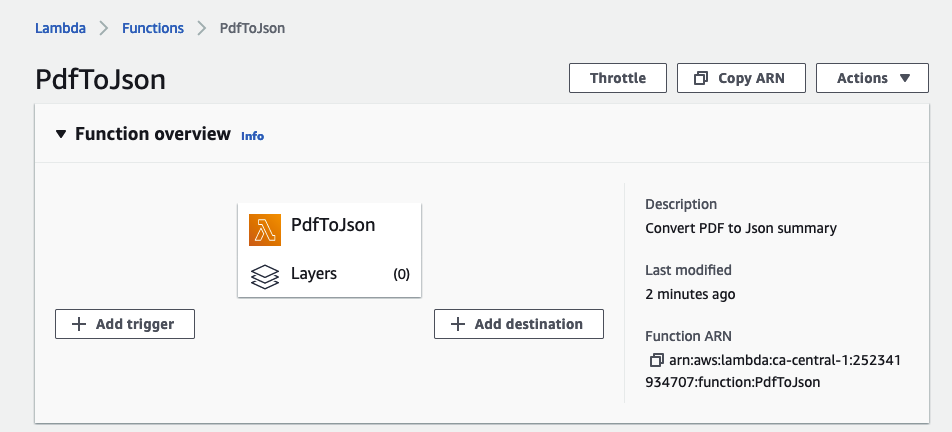 Lambda > Functions > PdfToJson
PdfToJson
Throttle
Copy ARN
Actions
Function overview Info
PdfToJson
Layers (0)
Add trigger
Add destination
Description
Convert PDF to Json summary
Last modified
2 minutes ago
Function ARN
arn:aws:lambda:ca-central-1:252341
934707:function:PdfToJson